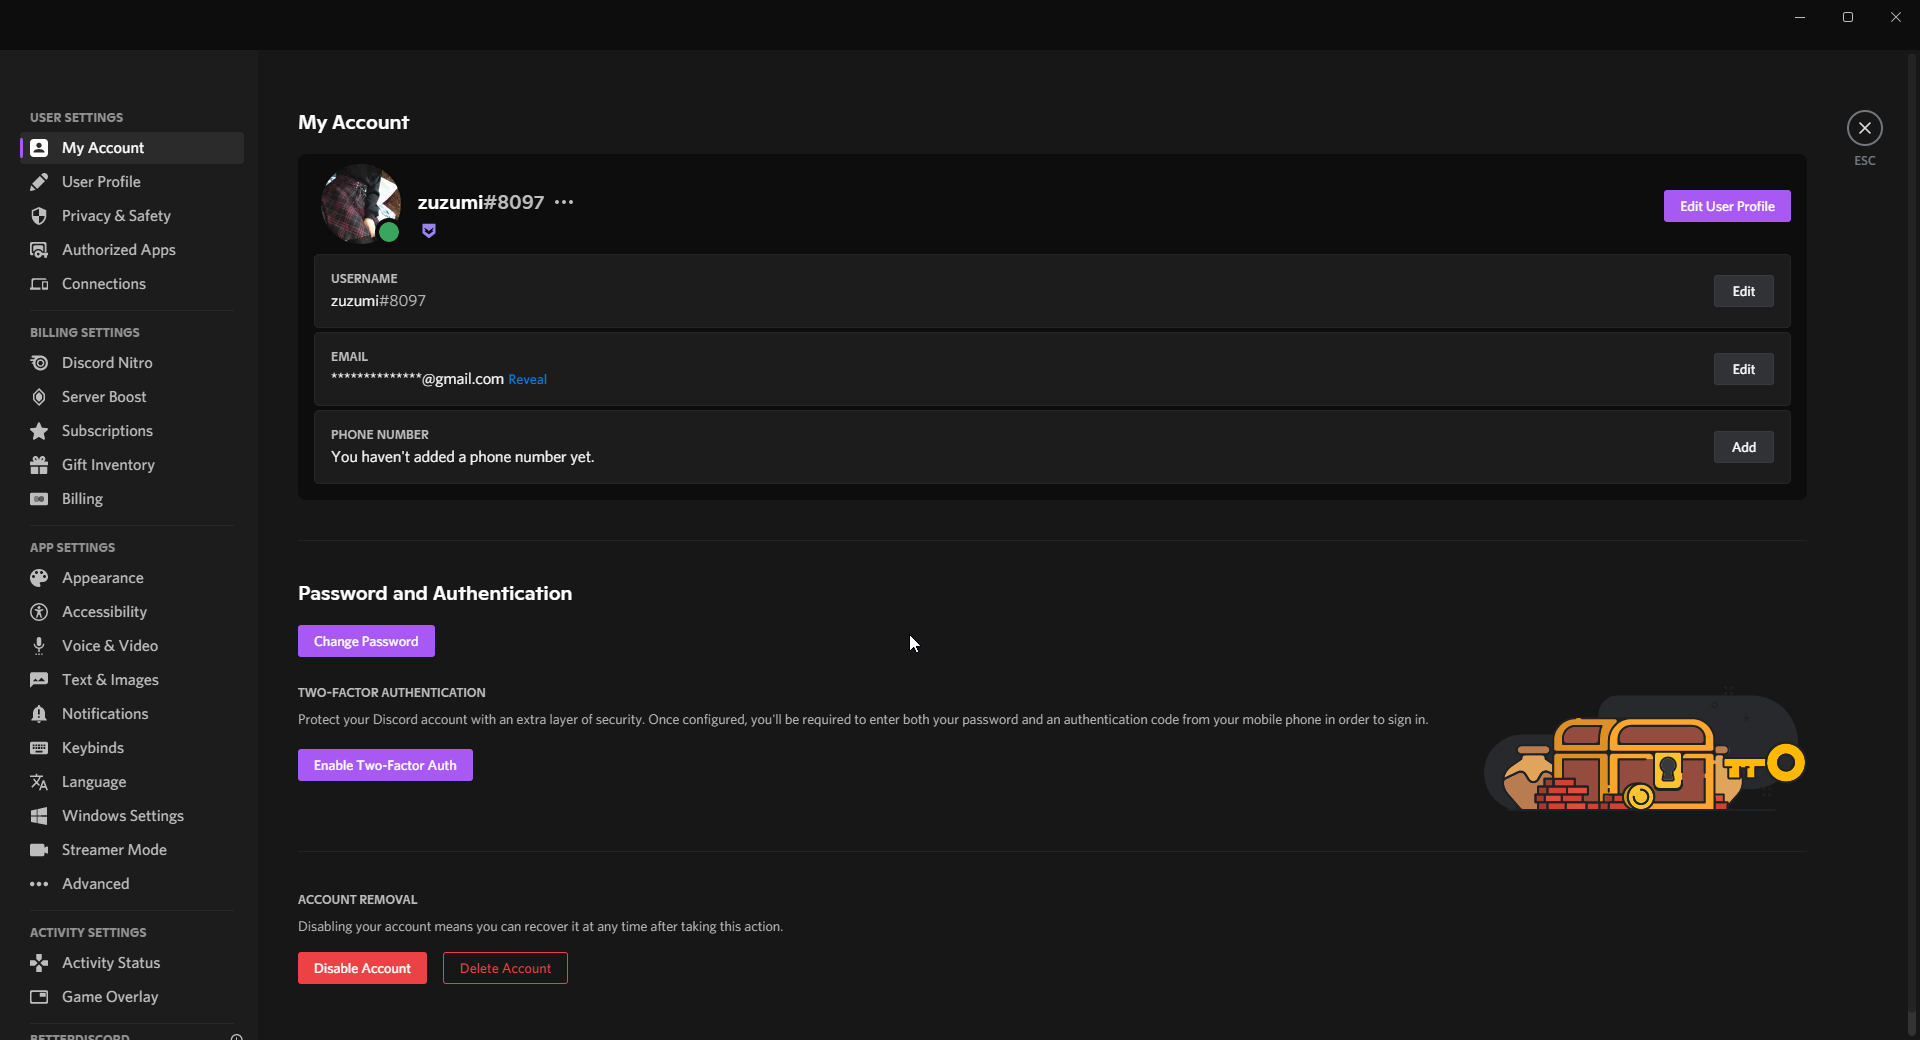 USER SETTINGS
My Account
User Profile
Privacy & Safety
Authorized Apps
Connections
BILLING SETTINGS
Discord Nitro
Server Boost
Subscriptions
Gift Inventory
Billing
APP SETTINGS
Appearance
Accessibility
Voice & Video
Text & Images
Notifications
Keybinds
Language
Windows Settings
Streamer Mode
Advanced
ACTIVITY SETTINGS
Activity Status
Game Overlay
BETTERDISCORD
My Account
ESC
zuzumi#8097
Edit User Profile
USERNAME
zuzumi#8097
Edit
EMAIL
**************@gmail.com Reveal
Edit
PHONE NUMBER
You haven't added a phone number yet.
Add
Password and Authentication
Change Password
TWO-FACTOR AUTHENTICATION
Protect your Discord account with an extra layer of security. Once configured, you'll be required to enter both your password and an authentication code from your mobile phone in order to sign in.
Enable Two-Factor Auth
ACCOUNT REMOVAL
Disabling your account means you can recover it at any time after taking this action.
Disable Account
Delete Account